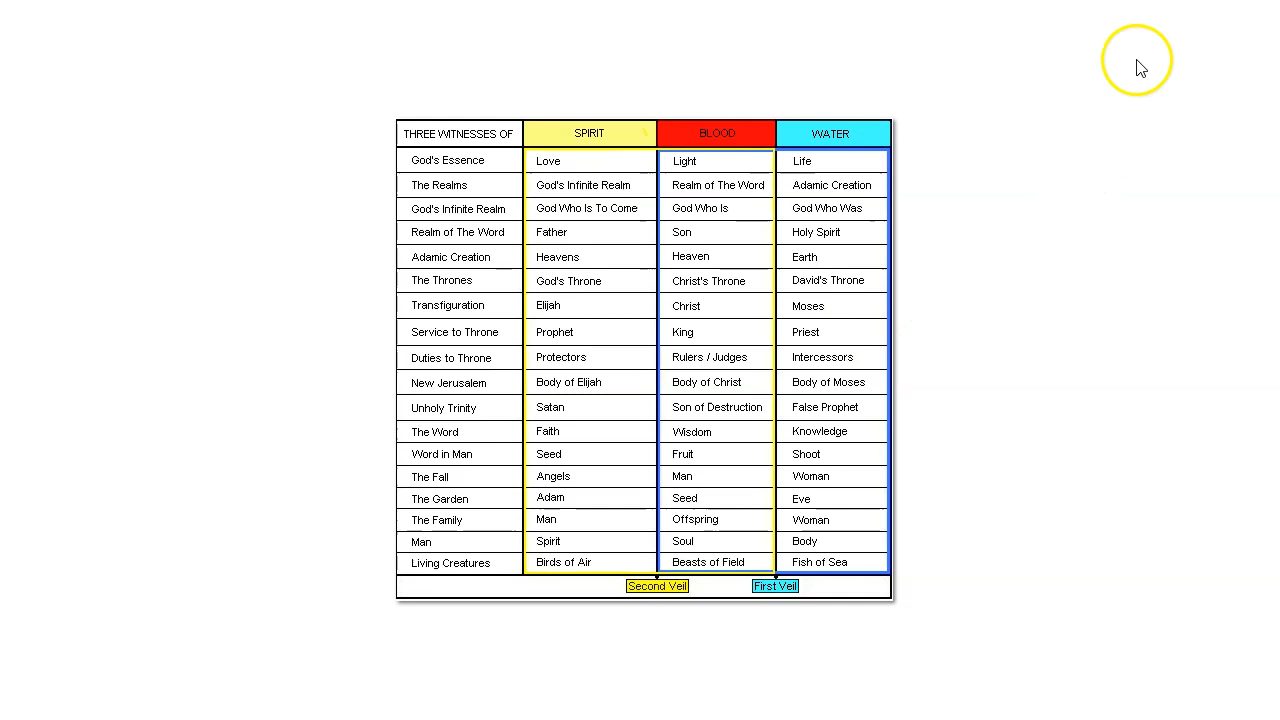 THREE WITNESSES OF SPIRIT BLOOD WATER
God's Essence Love Light Life
The Realms God's Infinite Realm Realm of The Word Adamic Creation
God's Infinite Realm God Who Is To Come God Who Is God Who Was
Realm of The Word Father Son Holy Spirit
Adamic Creation Heavens Heaven Earth
The Thrones God's Throne Christ's Throne David's Throne
Transfiguration Elijah Christ Moses
Service to Throne Prophet King Priest
Duties to Throne Protectors Rulers / Judges Intercessors
New Jerusalem Body of Elijah Body of Christ Body of Moses
Unholy Trinity Satan Son of Destruction False Prophet
The Word Faith Wisdom Knowledge
Word in Man Seed Fruit Shoot
The Fall Angels Man Woman
The Garden Adam Seed Eve
The Family Man Offspring Woman
Man Spirit Soul Body
Living Creatures Birds of Air Beasts of Field Fish of Sea
Second Veil First Veil